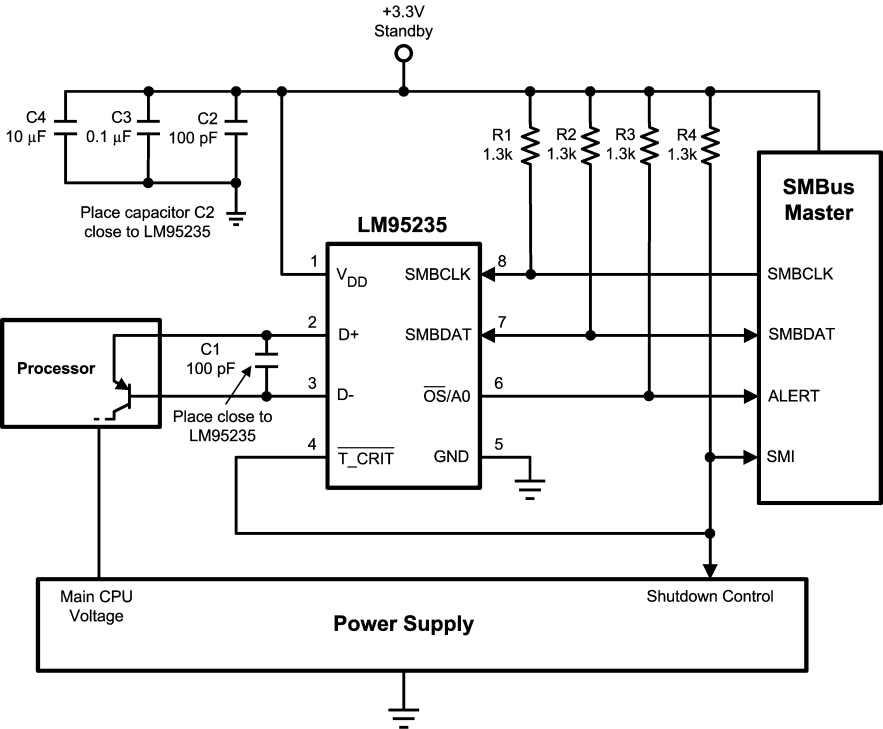 +3.3V
Standby
C4
10 μF
C3
0.1 μF
C2
100 pF
R1
1.3k
R2
1.3k
R3
1.3k
R4
1.3k
Place capacitor C2
close to LM95235
LM95235
SMBus
Master
1
VDD
SMBCLK
8
SMBCLK
2
D+
SMBDAT
7
SMBDAT
Processor
C1
100 pF
3
D-
OS/A0
6
ALERT
Place close to
LM95235
4
T_CRIT
GND
5
SMI
Main CPU
Voltage
Shutdown Control
Power Supply